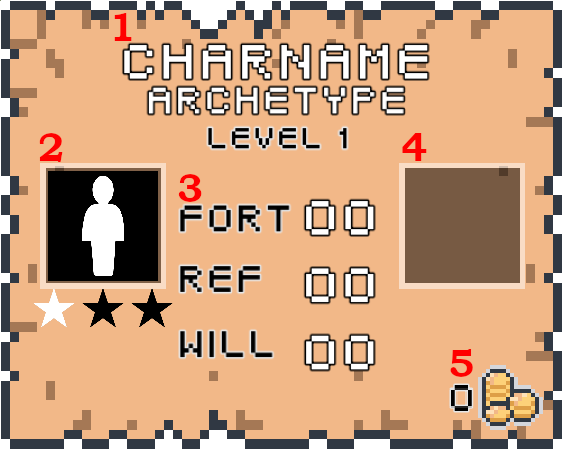 1
CHARNAME
ARCHETYPE
LEVEL 1
2
4
3
FORT 00
REF 00
WILL 00
5
0